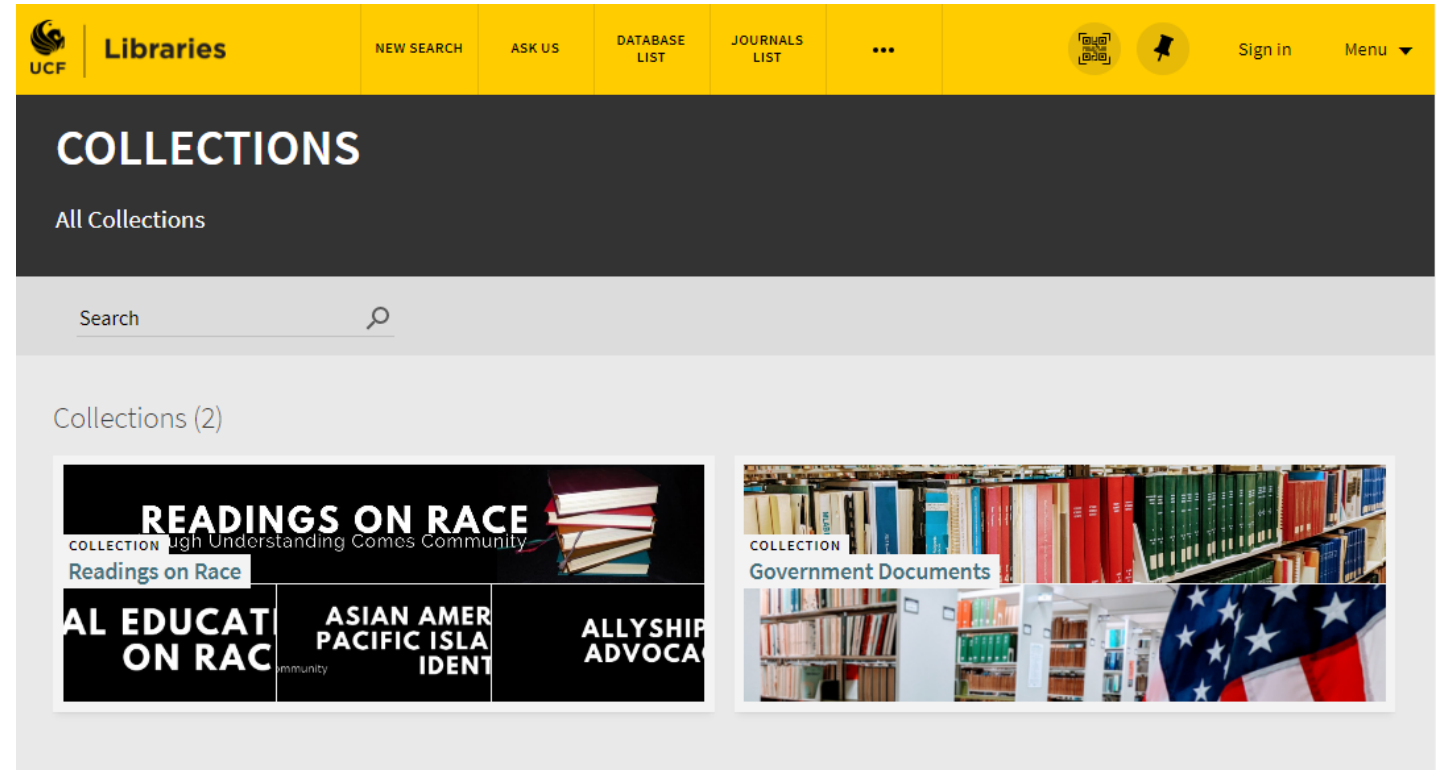 UCF
Libraries
NEW SEARCH
ASK US
DATABASE
LIST
JOURNALS
LIST
Sign in
Menu
COLLECTIONS
All Collections
Search
Collections (2)
READINGS ON RACE
ugh Understanding Comes Community
COLLECTION
Readings on Race
AL EDUCATI
ON RAC
ommunity
ASIAN AMER
PACIFIC ISLA
IDENT
ALLYSHIP
ADVOCA
COLLECTION
Government Documents